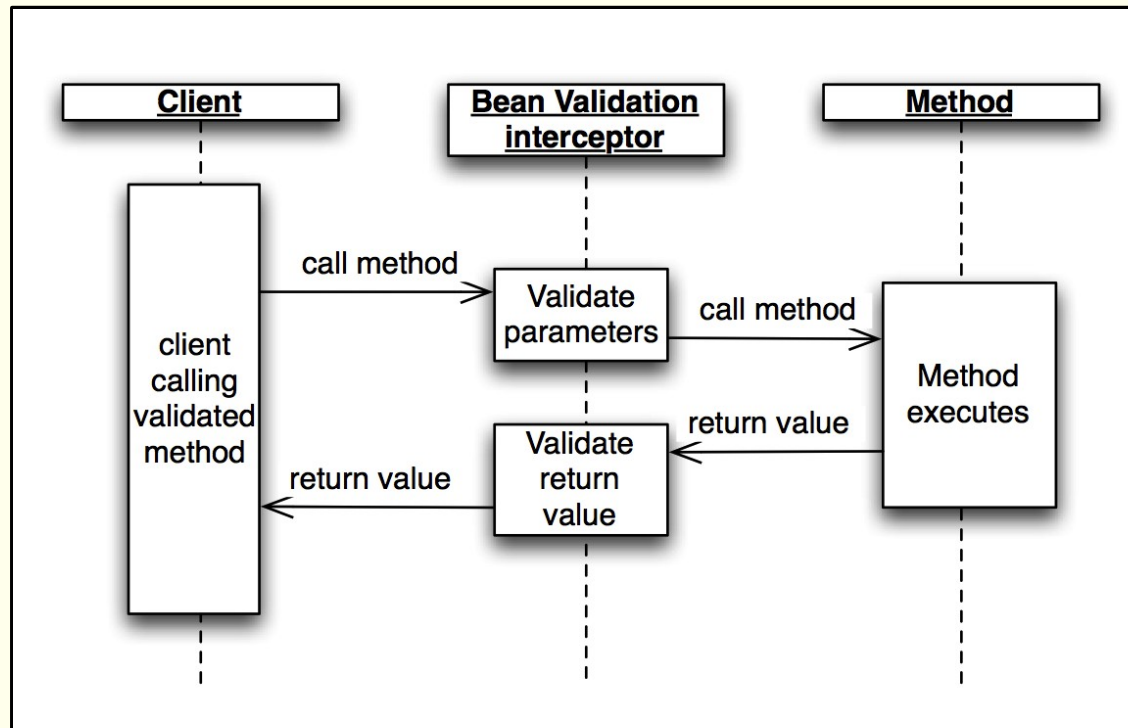 Client
Bean Validation
interceptor
Method
call method
Validate
parameters
call method
client
calling
validated
method
Method
executes
return value
Validate
return
value
return value